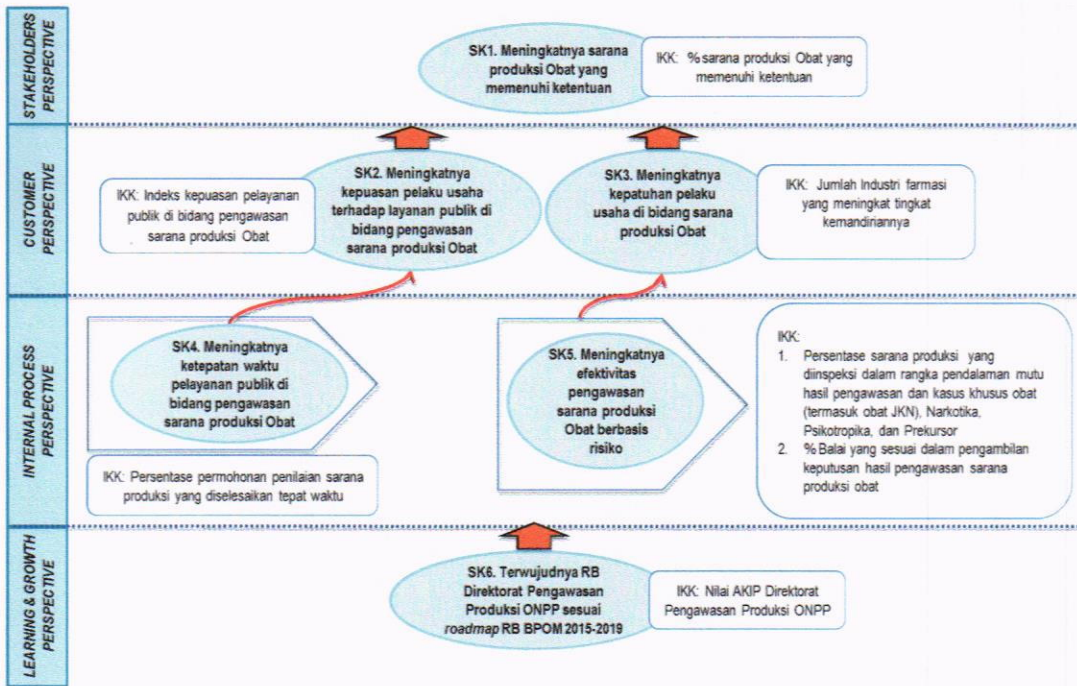 STAKEHOLDERS
PERSPECTIVE
SK1. Meningkatnya sarana
produksi Obat yang
memenuhi ketentuan
IKK: % sarana produksi Obat yang
memenuhi ketentuan
CUSTOMER
PERSPECTIVE
IKK: Indeks kepuasan pelayanan
publik di bidang pengawasan
sarana produksi Obat
SK2. Meningkatnya
kepuasan pelaku usaha
terhadap layanan publik di
bidang pengawasan
sarana produksi Obat
SK3. Meningkatnya
kepatuhan pelaku
usaha di bidang sarana
produksi Obat
IKK: Jumlah Industri farmasi
yang meningkat tingkat
kemandiriannya
INTERNAL PROCESS
PERSPECTIVE
SK4. Meningkatnya
ketepatan waktu
pelayanan publik di
bidang pengawasan
sarana produksi Obat
IKK: Persentase permohonan penilaian sarana
produksi yang diselesaikan tepat waktu
SK5. Meningkatnya
efektivitas
pengawasan
sarana produksi
Obat berbasis
risiko
IKK:
1. Persentase sarana produksi yang
diinspeksi dalam rangka pendalaman mutu
hasil pengawasan dan kasus khusus obat
(termasuk obat JKN), Narkotika,
Psikotropika, dan Prekursor
2. % Balai yang sesuai dalam pengambilan
keputusan hasil pengawasan sarana
produksi obat
LEARNING & GROWTH
PERSPECTIVE
SK6. Terwujudnya RB
Direktorat Pengawasan
Produksi ONPP sesuai
roadmap RB BPOM 2015-2019
IKK: Nilai AKIP Direktorat
Pengawasan Produksi ONPP